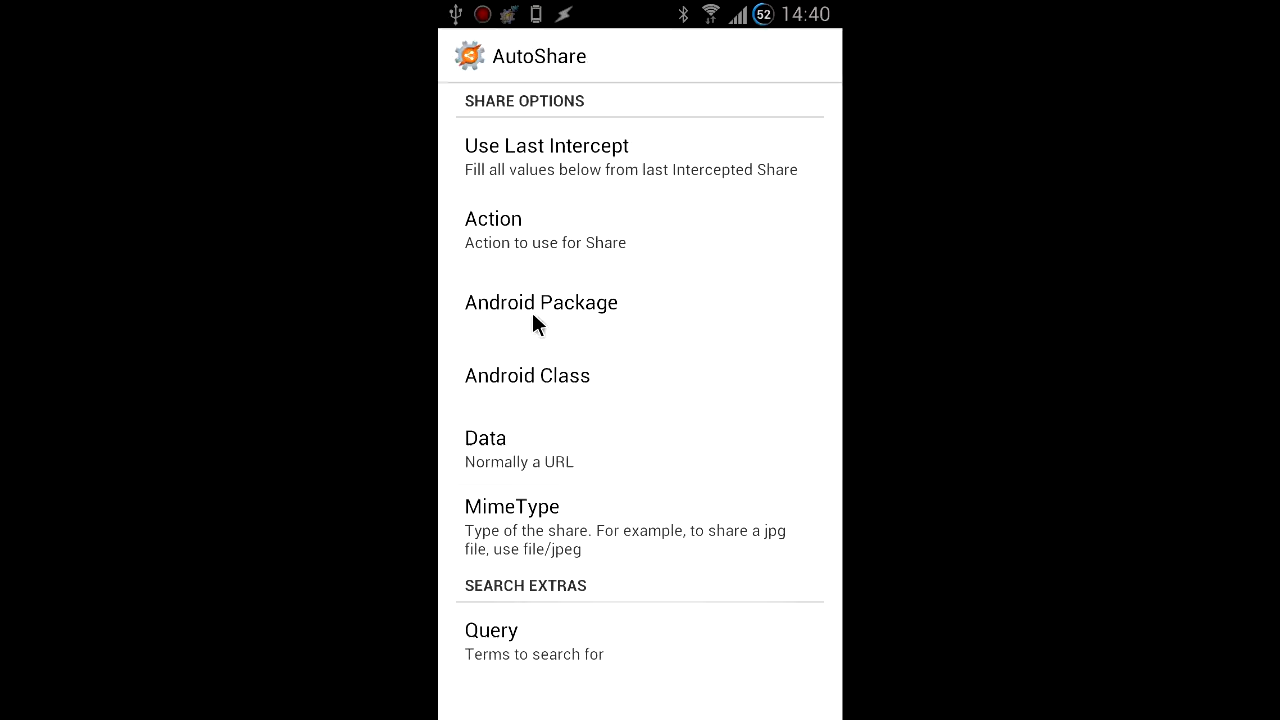 52 14:40
AutoShare
SHARE OPTIONS
Use Last Intercept
Fill all values below from last Intercepted Share
Action
Action to use for Share
Android Package
Android Class
Data
Normally a URL
MimeType
Type of the share. For example, to share a jpg
file, use file/jpeg
SEARCH EXTRAS
Query
Terms to search for